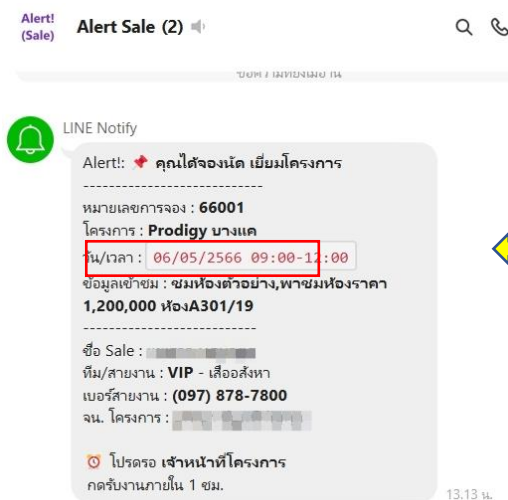 Alert!
(Sale)
Alert Sale (2)
LINE Notify
Alert!: 📌 คุณได้จองนัด เยี่ยมโครงการ
----------------------------
หมายเลขการจอง : 66001
โครงการ : Prodigy บางแค
วัน/เวลา : 06/05/2566 09:00-12:00
ข้อมูลเข้าชม : ชมห้องตัวอย่าง,พาชมห้องราคา
1,200,000 ห้องA301/19
----------------------------
ชื่อ Sale :
ทีม/สายงาน : VIP - เสืออสังหา
เบอร์สายงาน : (097) 878-7800
จน. โครงการ :
⏰ โปรดรอ เจ้าหน้าที่โครงการ
กดรับงานภายใน 1 ชม.
13.13 น.